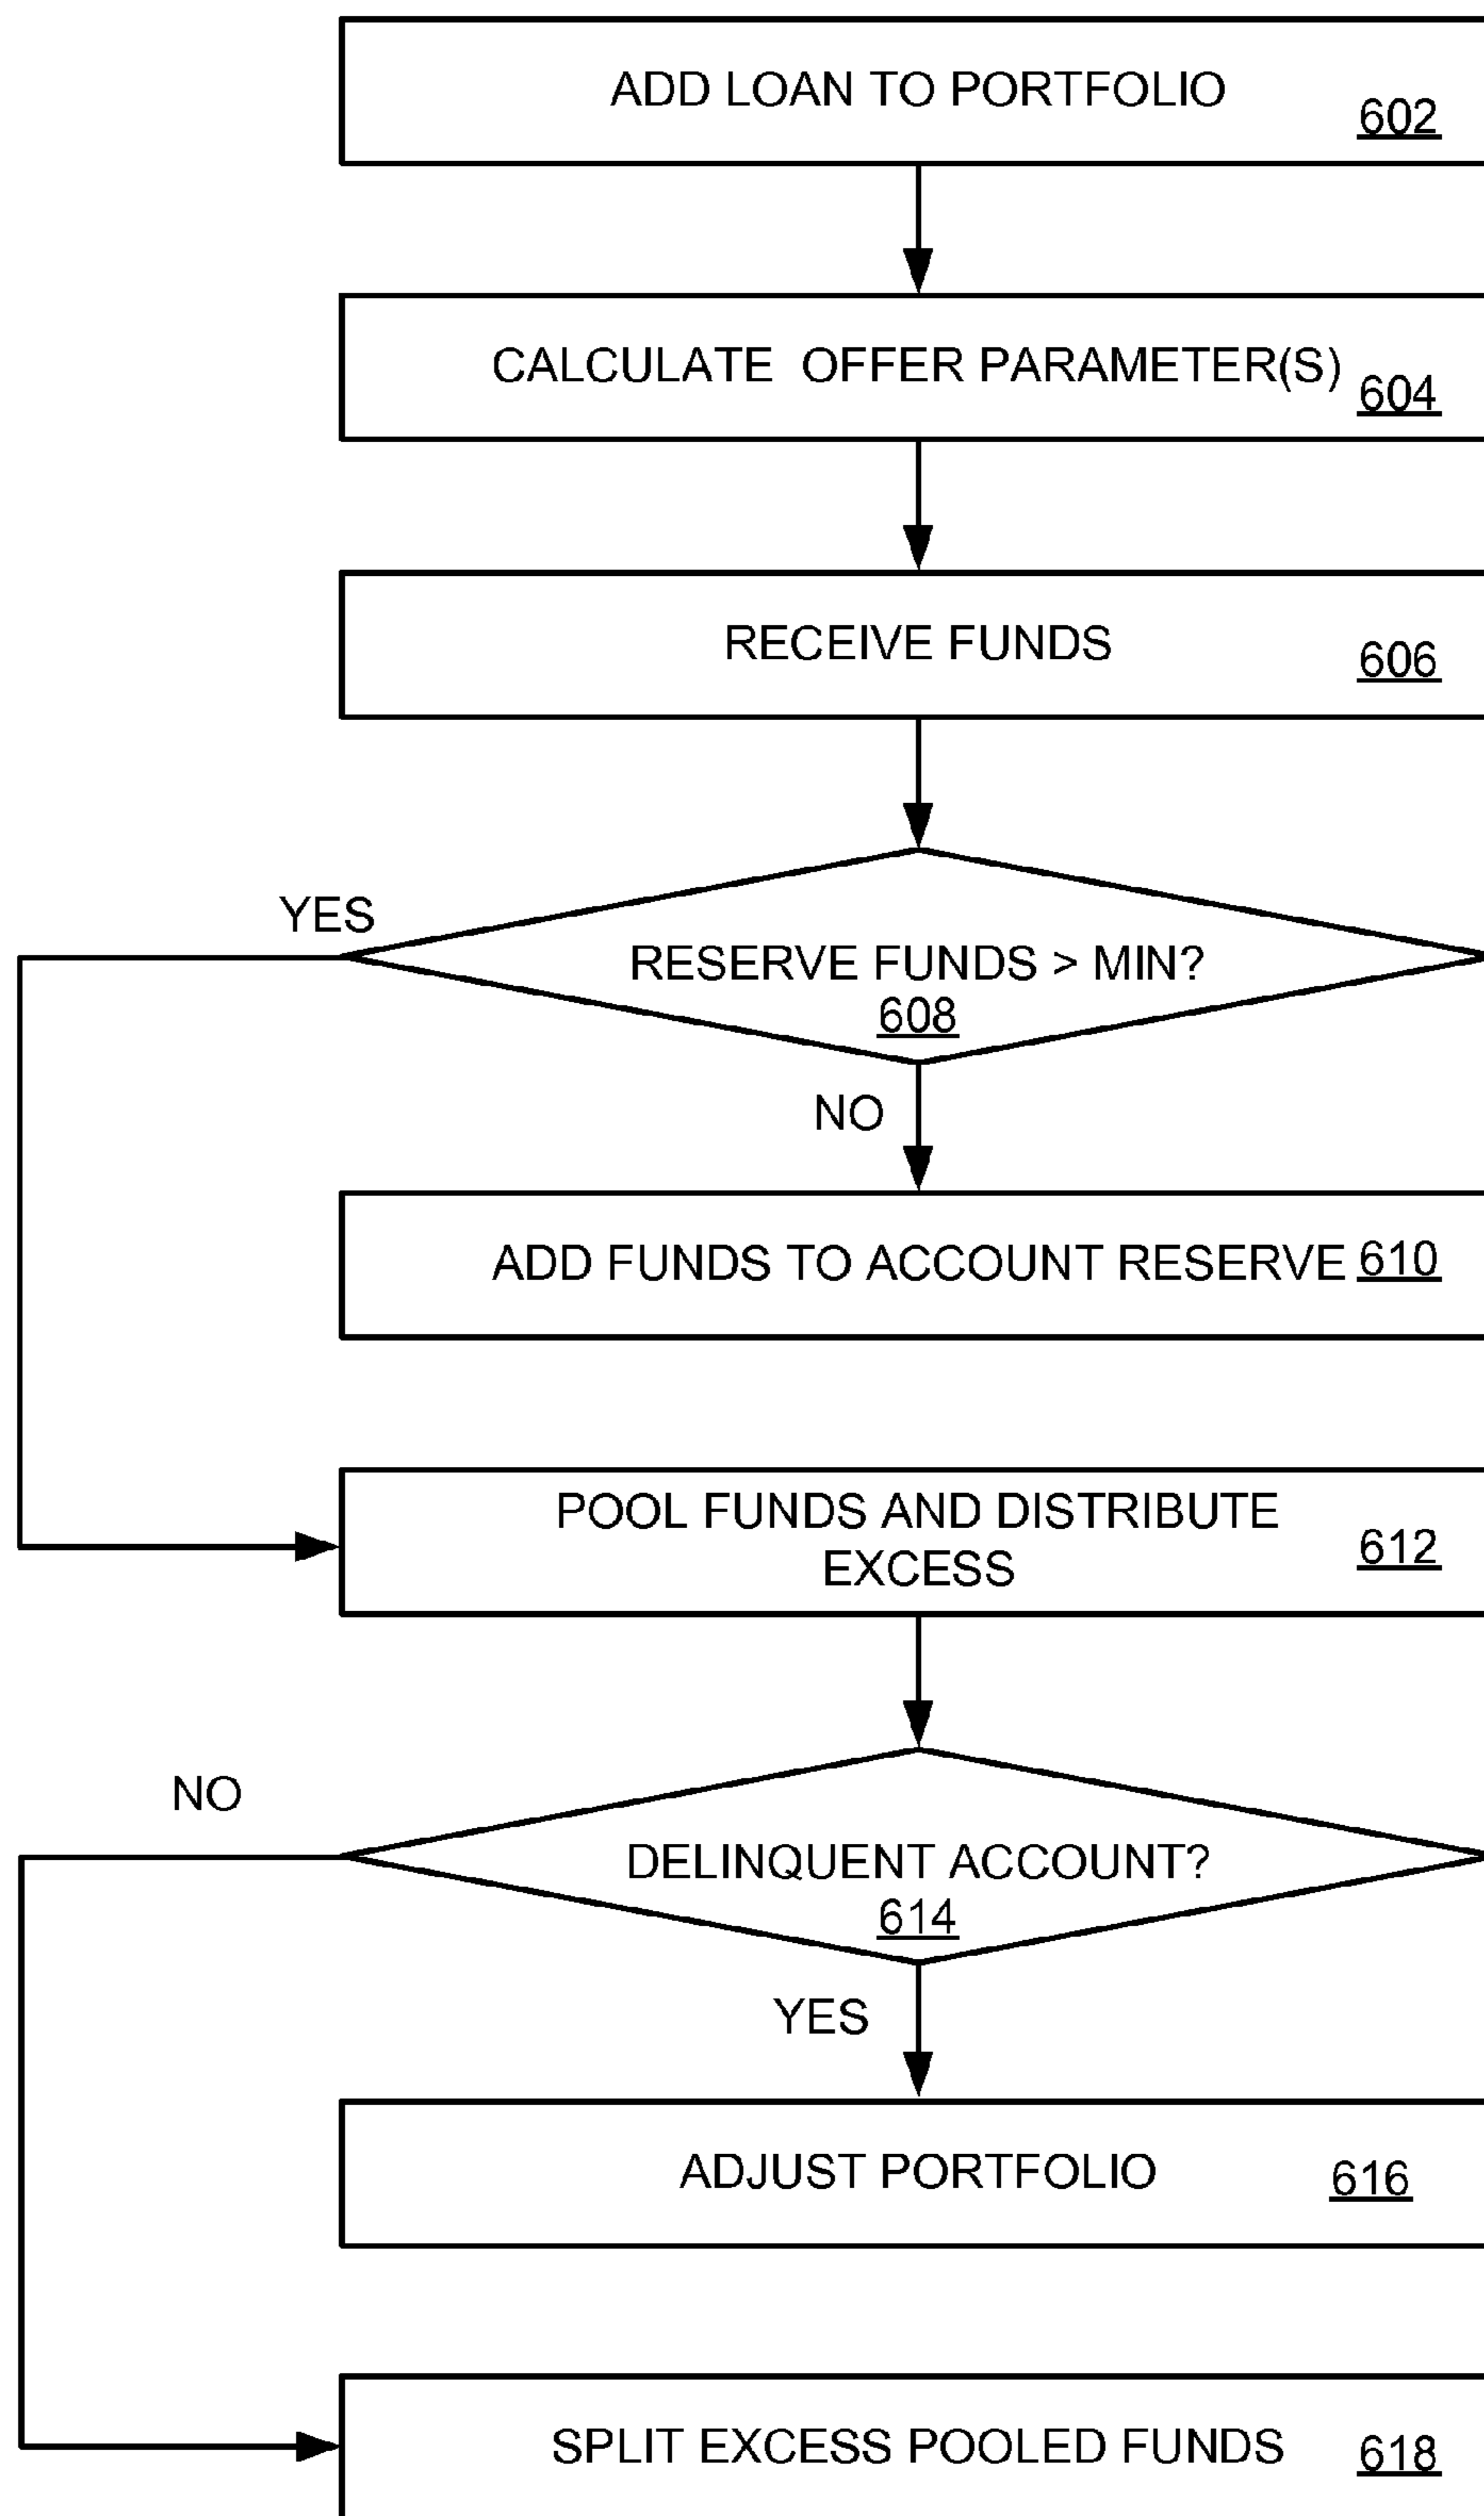 ADD LOAN TO PORTFOLIO
602
CALCULATE OFFER PARAMETER(S)
604
RECEIVE FUNDS
606
YES
RESERVE FUNDS > MIN?
608
NO
ADD FUNDS TO ACCOUNT RESERVE 610
POOL FUNDS AND DISTRIBUTE
EXCESS
612
NO
DELINQUENT ACCOUNT?
614
YES
ADJUST PORTFOLIO
616
SPLIT EXCESS POOLED FUNDS
618